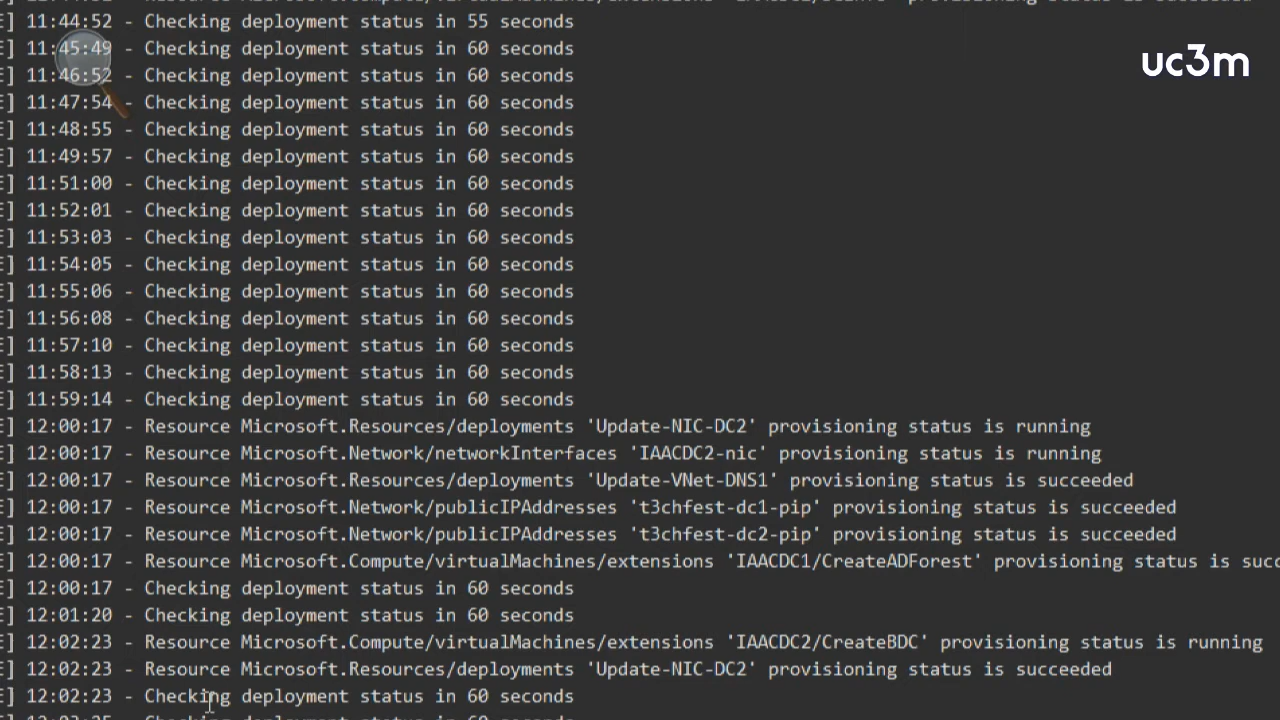 E] 11:44:52 - Checking deployment status in 55 seconds
E] 11:45:49 - Checking deployment status in 60 seconds
uc3m
E] 11:46:52 - Checking deployment status in 60 seconds
E] 11:47:54 - Checking deployment status in 60 seconds
E] 11:48:55 - Checking deployment status in 60 seconds
E] 11:49:57 - Checking deployment status in 60 seconds
E] 11:51:00 - Checking deployment status in 60 seconds
E] 11:52:01 - Checking deployment status in 60 seconds
E] 11:53:03 - Checking deployment status in 60 seconds
E] 11:54:05 - Checking deployment status in 60 seconds
E] 11:55:06 - Checking deployment status in 60 seconds
E] 11:56:08 - Checking deployment status in 60 seconds
E] 11:57:10 - Checking deployment status in 60 seconds
E] 11:58:13 - Checking deployment status in 60 seconds
E] 11:59:14 - Checking deployment status in 60 seconds
E] 12:00:17 - Resource Microsoft.Resources/deployments 'Update-NIC-DC2' provisioning status is running
E] 12:00:17 - Resource Microsoft.Network/networkInterfaces 'IAACDC2-nic' provisioning status is running
E] 12:00:17 - Resource Microsoft.Resources/deployments 'Update-VNet-DNS1' provisioning status is succeeded
E] 12:00:17 - Resource Microsoft.Network/publicIPAddresses 't3chfest-dc1-pip' provisioning status is succeeded
E] 12:00:17 - Resource Microsoft.Network/publicIPAddresses 't3chfest-dc2-pip' provisioning status is succeeded
E] 12:00:17 - Resource Microsoft.Compute/virtualMachines/extensions 'IAACDC1/CreateADForest' provisioning status is succ
E] 12:00:17 - Checking deployment status in 60 seconds
E] 12:01:20 - Checking deployment status in 60 seconds
E] 12:02:23 - Resource Microsoft.Compute/virtualMachines/extensions 'IAACDC2/CreateBDC' provisioning status is running
E] 12:02:23 - Resource Microsoft.Resources/deployments 'Update-NIC-DC2' provisioning status is succeeded
E] 12:02:23 - Checking deployment status in 60 seconds